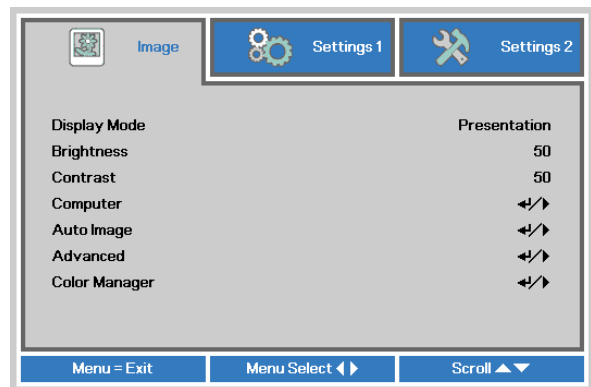 Image Settings 1 Settings 2
Display Mode Presentation
Brightness 50
Contrast 50
Computer ↵/▶
Auto Image ↵/▶
Advanced ↵/▶
Color Manager ↵/▶
Menu = Exit Menu Select ◀▶ Scroll ▲▼